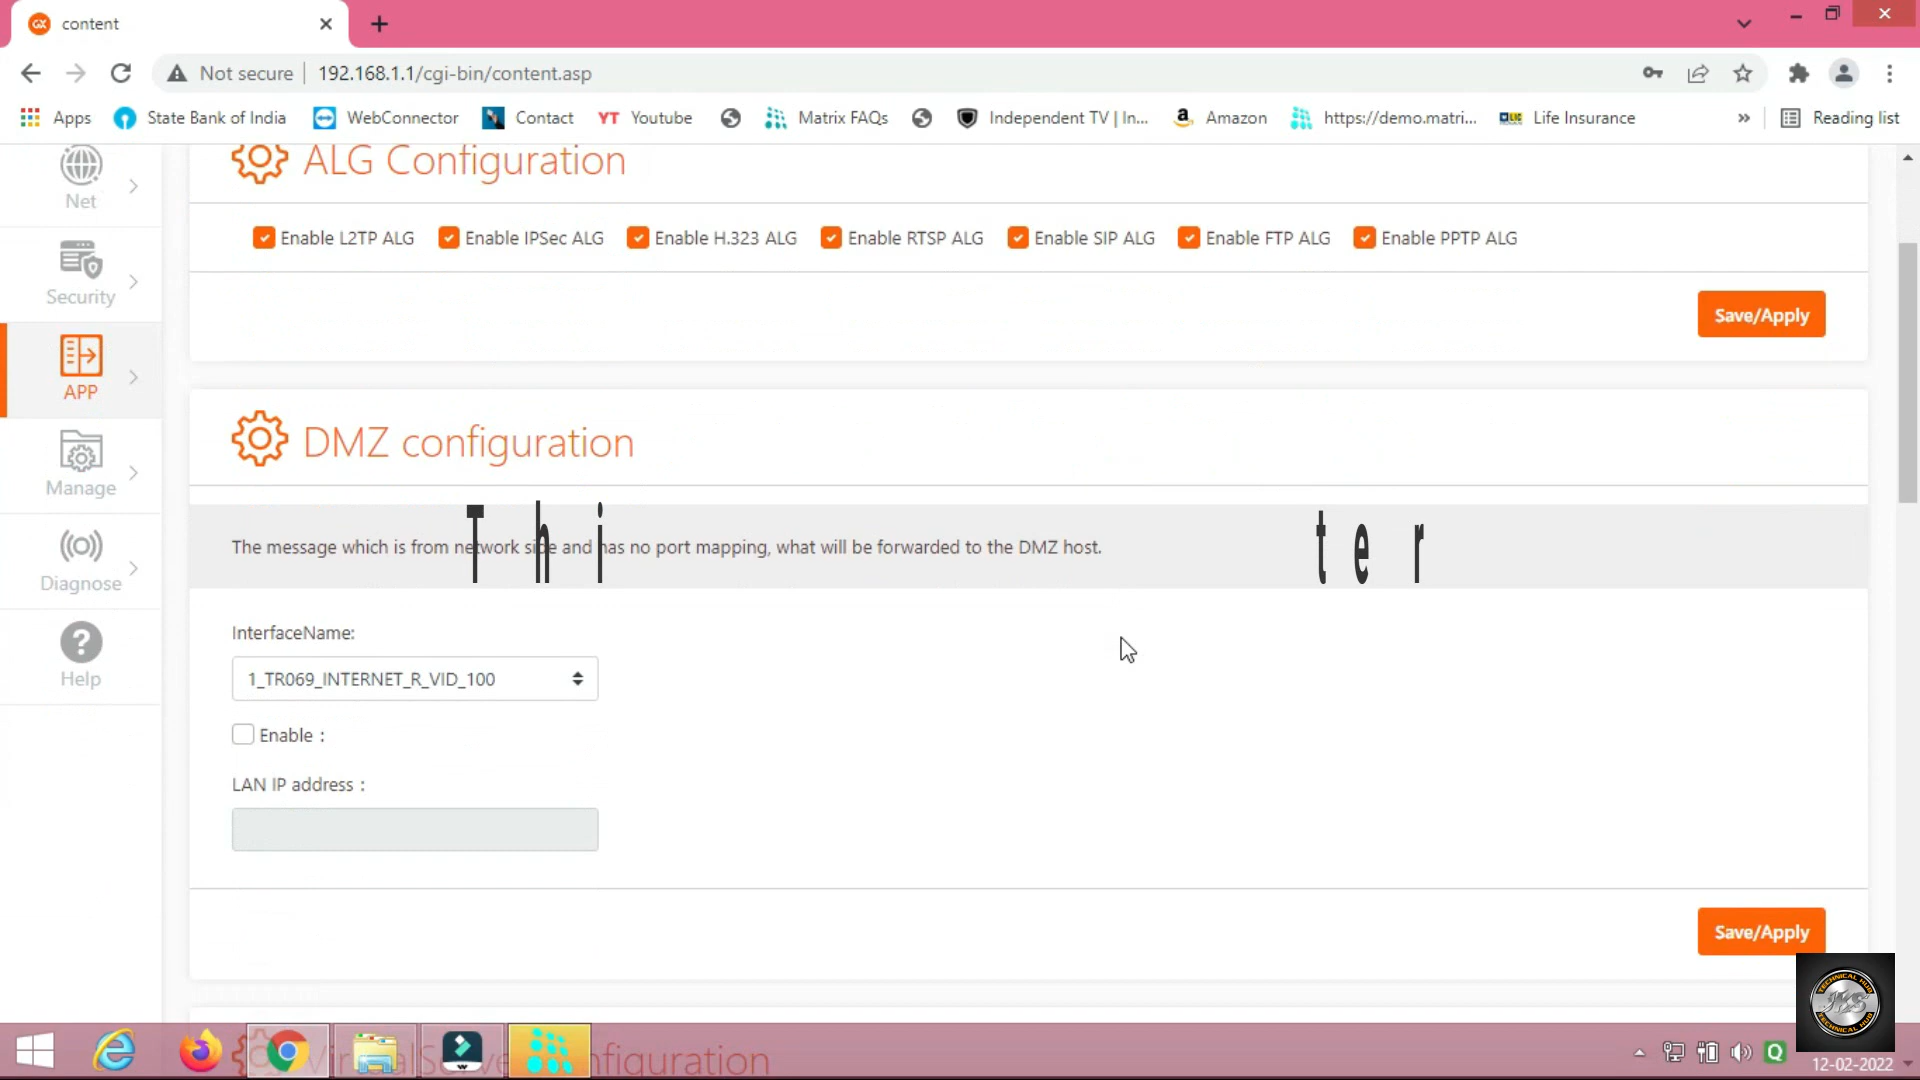 content
Not secure
192.168.1.1/cgi-bin/content.asp
Apps
State Bank of India
WebConnector
Contact
YT Youtube
Matrix FAQs
Independent TV | In...
a Amazon
https://demo.matri...
Life Insurance
»
Reading list
Net
Security
APP
Manage
Diagnose
? Help
ALG Configuration
Enable L2TP ALG
Enable IPSec ALG
Enable H.323 ALG
Enable RTSP ALG
Enable SIP ALG
Enable FTP ALG
Enable PPTP ALG
Save/Apply
DMZ configuration
The message which is from network side and has no port mapping, what will be forwarded to the DMZ host.
T h i t e r
InterfaceName:
1_TR069_INTERNET_R_VID_100
Enable :
LAN IP address :
Save/Apply
TECHNICAL HUB
TECHNICAL HUB
12-02-2022